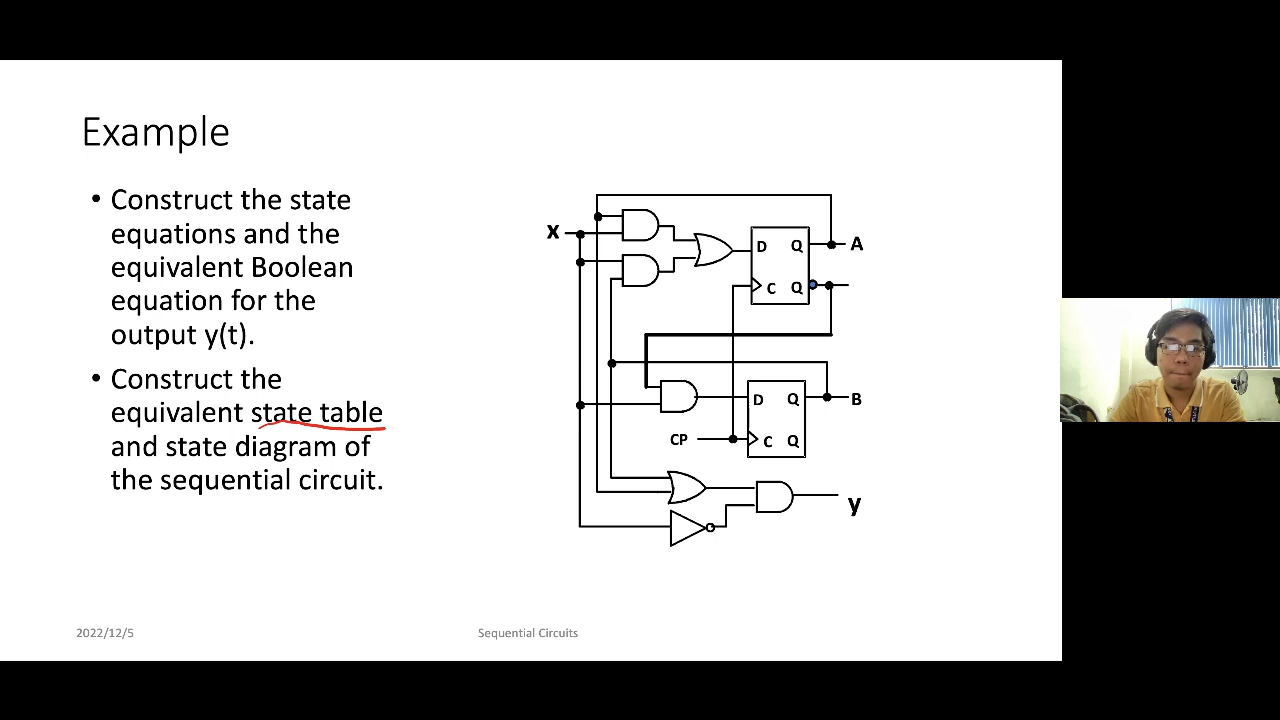 Example
• Construct the state
equations and the
equivalent Boolean
equation for the
output y(t).
• Construct the
equivalent state table
and state diagram of
the sequential circuit.
X
D Q A
C Q
D Q B
CP C Q
y
2022/12/5
Sequential Circuits